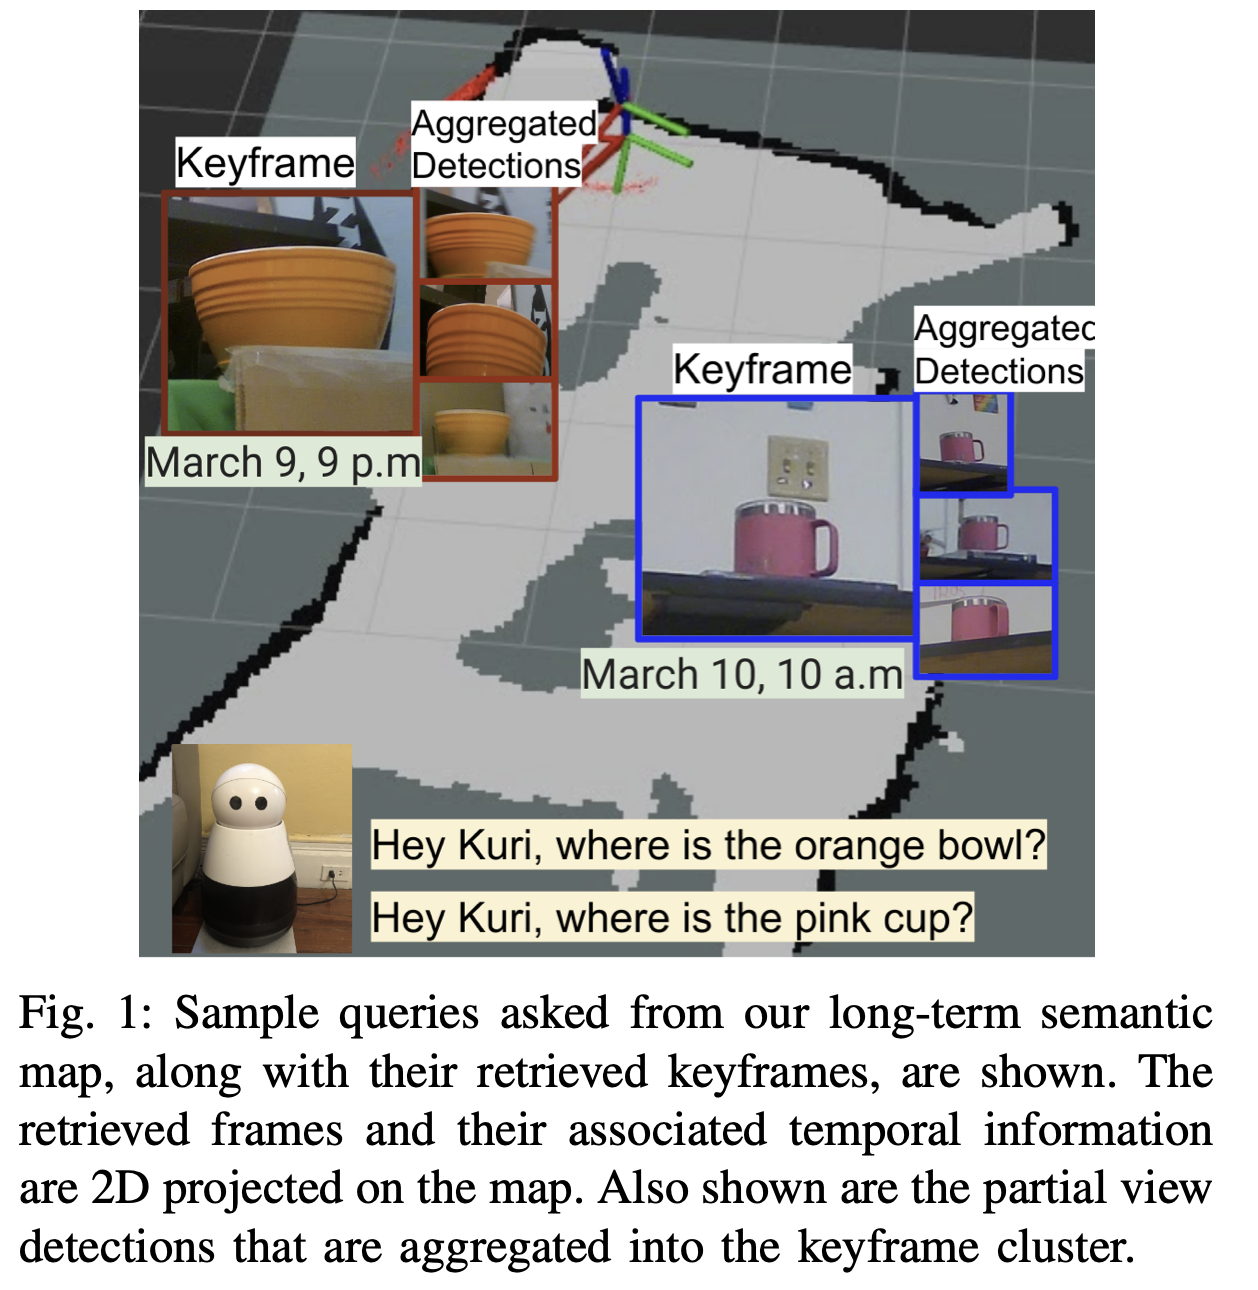 Keyframe
Aggregated
Detections
March 9, 9 p.m
Keyframe
Aggregated
Detections
March 10, 10 a.m
Hey Kuri, where is the orange bowl?
Hey Kuri, where is the pink cup?
Fig. 1: Sample queries asked from our long-term semantic
map, along with their retrieved keyframes, are shown. The
retrieved frames and their associated temporal information
are 2D projected on the map. Also shown are the partial view
detections that are aggregated into the keyframe cluster.